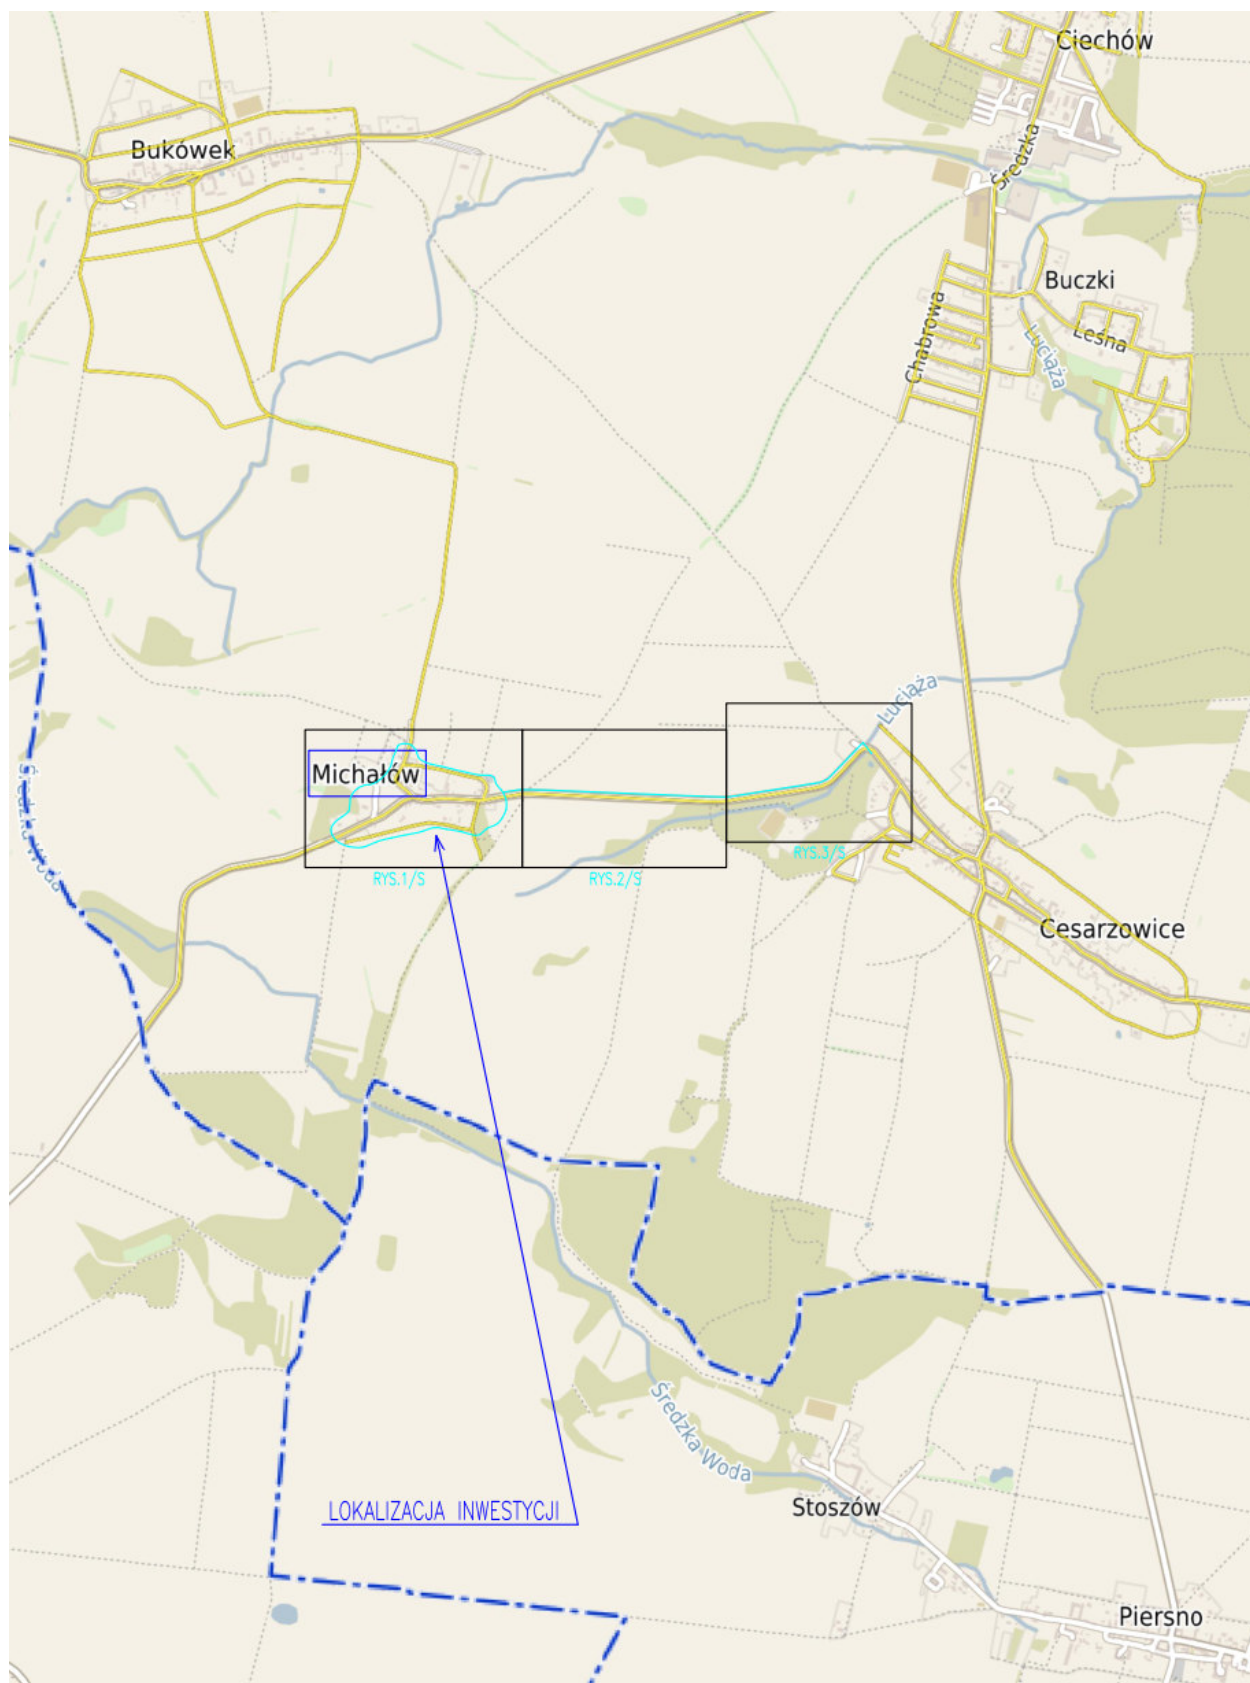 Ciechów
Bukówek
Średzka
Buczki
Chabrowa
Leśna
Luciąża
Luciąża
Michałów
Średzka Woda
RYS.1/S
RYS.2/S
RYS.3/S
Cesarzowice
Średzka Woda
LOKALIZACJA INWESTYCJI
Stoszów
Piersno